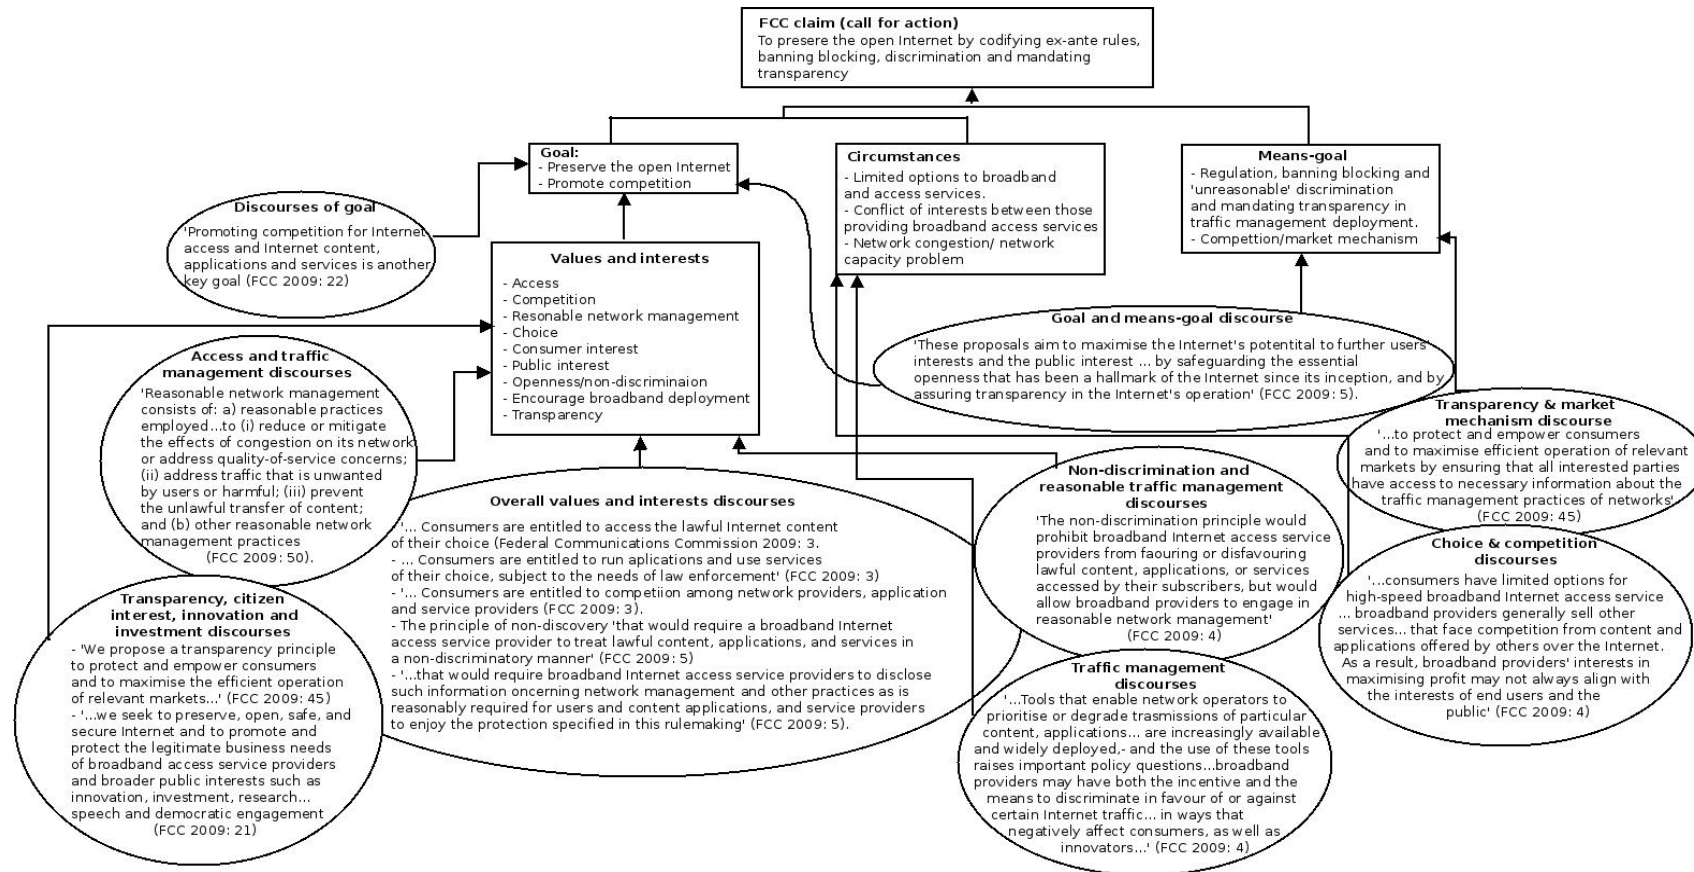 FCC claim (call for action)
To presere the open Internet by codifying ex-ante rules,
banning blocking, discrimination and mandating
transparency
Goal:
- Preserve the open Internet
- Promote competition
Circumstances
- Limited options to broadband
and access services.
- Conflict of interests between those
providing broadband access services
- Network congestion/ network
capacity problem
Means-goal
- Regulation, banning blocking and
'unreasonable' discrimination
and mandating transparency in
traffic management deployment.
- Compettion/market mechanism
Discourses of goal
'Promoting competition for Internet
access and Internet content,
applications and services is another
key goal (FCC 2009: 22)
Values and interests
- Access
- Competition
- Resonable network management
- Choice
- Consumer interest
- Public interest
- Openness/non-discriminaion
- Encourage broadband deployment
- Transparency
Goal and means-goal discourse
'These proposals aim to maximise the Internet's potentital to further users'
interests and the public interest ... by safeguarding the essential
openness that has been a hallmark of the Internet since its inception, and by
assuring transparency in the Internet's operation' (FCC 2009: 5).
Access and traffic
management discourses
'Reasonable network management
consists of: a) reasonable practices
employed...to (i) reduce or mitigate
the effects of congestion on its network
or address quality-of-service concerns;
(ii) address traffic that is unwanted
by users or harmful; (iii) prevent
the unlawful transfer of content;
and (b) other reasonable network
management practices
(FCC 2009: 50).
Transparency & market
mechanism discourse
'...to protect and empower consumers
and to maximise efficient operation of relevant
markets by ensuring that all interested parties
have access to necessary information about the
traffic management practices of networks'
(FCC 2009: 45)
Overall values and interests discourses
- '... Consumers are entitled to access the lawful Internet content
of their choice (Federal Communications Commission 2009: 3.
- ... Consumers are entitled to run aplications and use services
of their choice, subject to the needs of law enforcement' (FCC 2009: 3)
- '... Consumers are entitled to competiion among network providers, application
and service providers (FCC 2009: 3).
- The principle of non-discovery 'that would require a broadband Internet
access service provider to treat lawful content, applications, and services in
a non-discriminatory manner' (FCC 2009: 5)
- '...that would require broadband Internet access service providers to disclose
such information oncerning network management and other practices as is
reasonably required for users and content applications, and service providers
to enjoy the protection specified in this rulemaking' (FCC 2009: 5).
Non-discrimination and
reasonable traffic management
discourses
'The non-discrimination principle would
prohibit broadband Internet access service
providers from faouring or disfavouring
lawful content, applications, or services
accessed by their subscribers, but would
allow broadband providers to engage in
reasonable network management'
(FCC 2009: 4)
Choice & competition
discourses
'...consumers have limited options for
high-speed broadband Internet access service
... broadband providers generally sell other
services... that face competition from content and
applications offered by others over the Internet.
As a result, broadband providers' interests in
maximising profit may not always align with
the interests of end users and the
public' (FCC 2009: 4)
Transparency, citizen
interest, innovation and
investment discourses
- 'We propose a transparency principle
to protect and empower consumers
and to maximise the efficient operation
of relevant markets...' (FCC 2009: 45)
- '...we seek to preserve, open, safe, and
secure Internet and to promote and
protect the legitimate business needs
of broadband access service providers
and broader public interests such as
innovation, investment, research...
speech and democratic engagement
(FCC 2009: 21)
Traffic management
discourses
'...Tools that enable network operators to
prioritise or degrade trasmissions of particular
content, applications... are increasingly available
and widely deployed,- and the use of these tools
raises important policy questions...broadband
providers may have both the incentive and the
means to discriminate in favour of or against
certain Internet traffic... in ways that
negatively affect consumers, as well as
innovators...' (FCC 2009: 4)